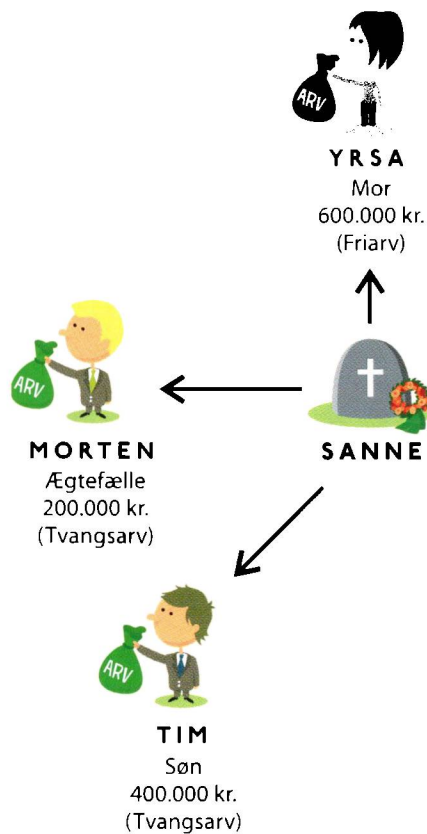 ARV
YRSA
Mor
600.000 kr.
(Friarv)
ARV
MORTEN
Ægtefælle
200.000 kr.
(Tvangsarv)
SANNE
ARV
TIM
Søn
400.000 kr.
(Tvangsarv)